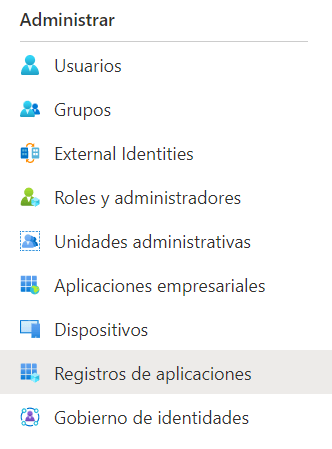 Administrar
Usuarios
Grupos
External Identities
Roles y administradores
Unidades administrativas
Aplicaciones empresariales
Dispositivos
Registros de aplicaciones
Gobierno de identidades